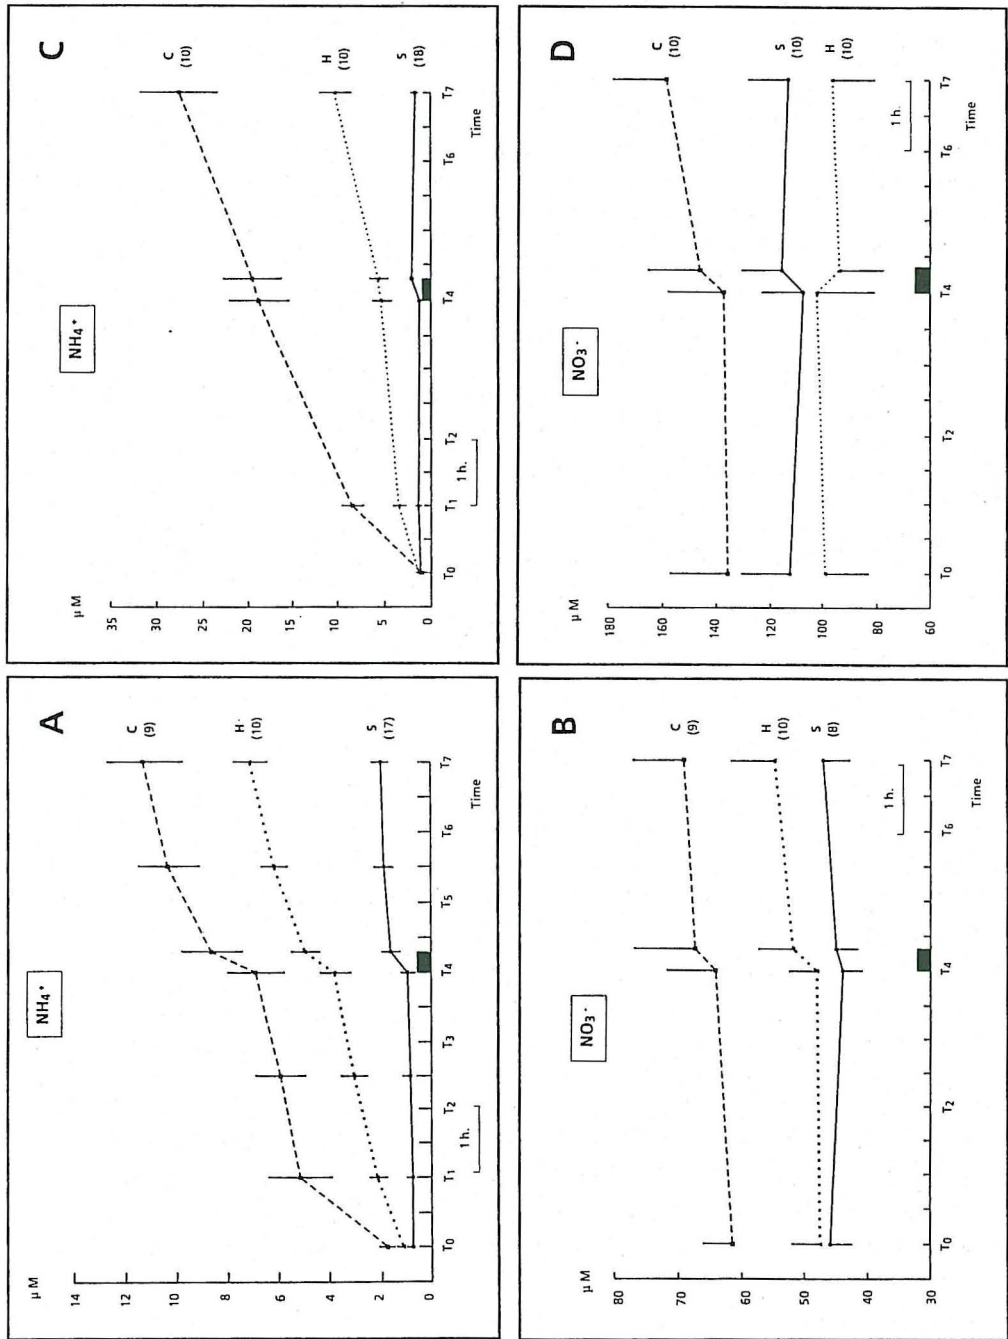 A
NH₄⁺
μ M
14
12
10
8
6
4
2
0
T₀
T₁
T₂
T₃
T₄
T₅
T₆
T₇
Time
1 h.
C
(9)
H·
(10)
S
(17)
B
NO₃⁻
μ M
80
70
60
50
40
30
T₀
T₂
T₄
T₆
T₇
Time
1 h.
C
(9)
H
(10)
S
(8)
C
NH₄⁺
μ M
35
30
25
20
15
10
5
0
T₀
T₁
T₂
T₄
T₆
T₇
Time
1 h.
C
(10)
H
(10)
S
(18)
D
NO₃⁻
μ M
180
160
140
120
100
80
60
T₀
T₂
T₄
T₆
T₇
Time
1 h.
C
(10)
S
(10)
H
(10)